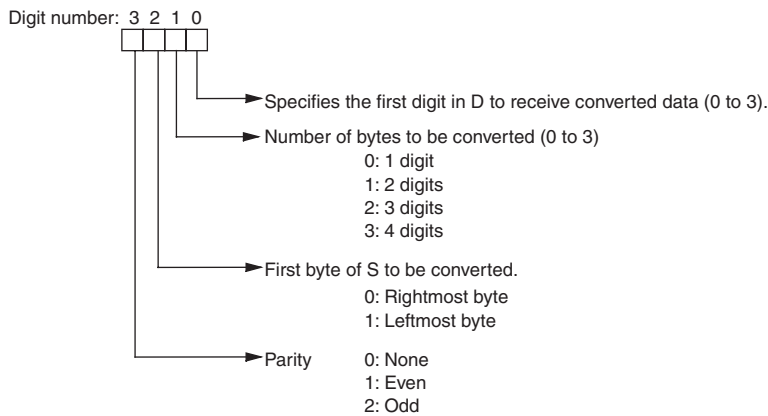 Digit number: 3 2 1 0
Specifies the first digit in D to receive converted data (0 to 3).
Number of bytes to be converted (0 to 3)
0: 1 digit
1: 2 digits
2: 3 digits
3: 4 digits
First byte of S to be converted.
0: Rightmost byte
1: Leftmost byte
Parity 0: None
1: Even
2: Odd